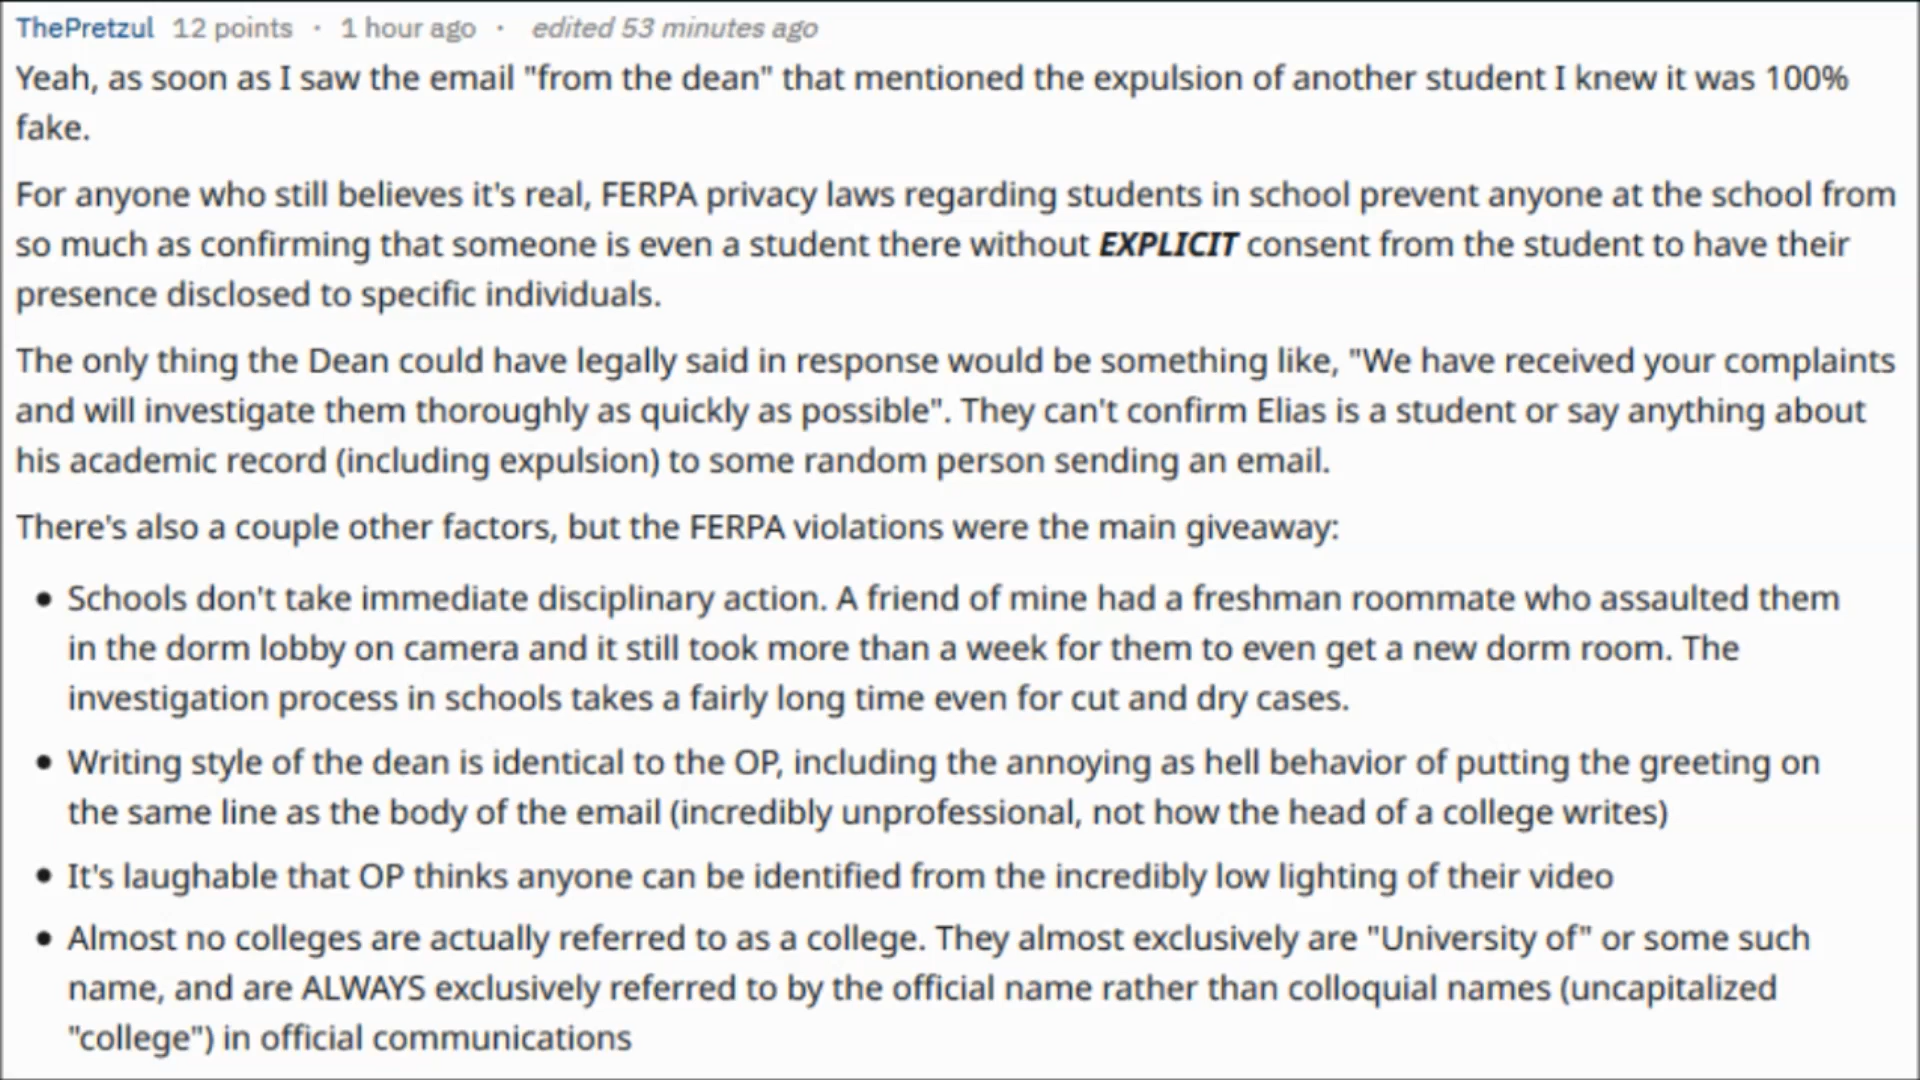 ThePretzul 12 points · 1 hour ago · edited 53 minutes ago
Yeah, as soon as I saw the email "from the dean" that mentioned the expulsion of another student I knew it was 100%
fake.
For anyone who still believes it's real, FERPA privacy laws regarding students in school prevent anyone at the school from
so much as confirming that someone is even a student there without EXPLICIT consent from the student to have their
presence disclosed to specific individuals.
The only thing the Dean could have legally said in response would be something like, "We have received your complaints
and will investigate them thoroughly as quickly as possible". They can't confirm Elias is a student or say anything about
his academic record (including expulsion) to some random person sending an email.
There's also a couple other factors, but the FERPA violations were the main giveaway:
• Schools don't take immediate disciplinary action. A friend of mine had a freshman roommate who assaulted them
in the dorm lobby on camera and it still took more than a week for them to even get a new dorm room. The
investigation process in schools takes a fairly long time even for cut and dry cases.
• Writing style of the dean is identical to the OP, including the annoying as hell behavior of putting the greeting on
the same line as the body of the email (incredibly unprofessional, not how the head of a college writes)
• It's laughable that OP thinks anyone can be identified from the incredibly low lighting of their video
• Almost no colleges are actually referred to as a college. They almost exclusively are "University of" or some such
name, and are ALWAYS exclusively referred to by the official name rather than colloquial names (uncapitalized
"college") in official communications